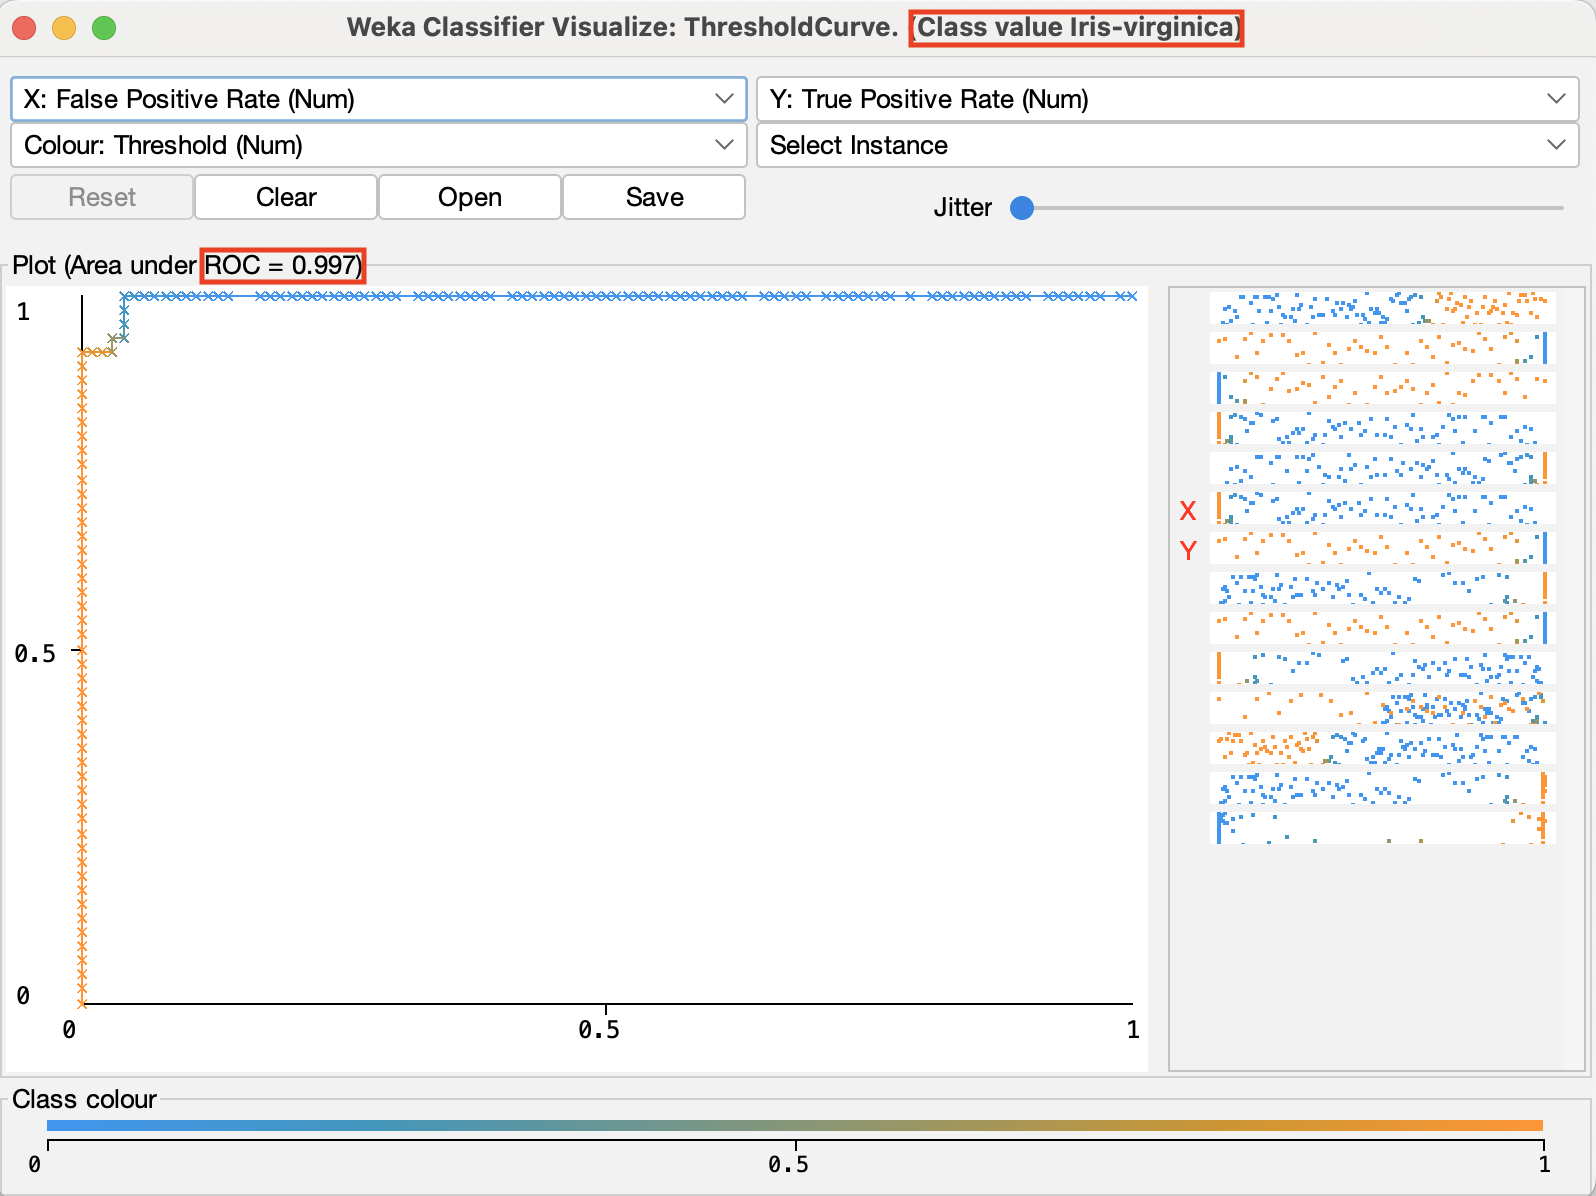 Weka Classifier Visualize: ThresholdCurve. (Class value Iris-virginica)
X: False Positive Rate (Num)
Y: True Positive Rate (Num)
Colour: Threshold (Num)
Select Instance
Reset
Clear
Open
Save
Jitter
Plot (Area under ROC = 0.997)
1
0.5
0
0
0.5
1
X
Y
Class colour
0
0.5
1